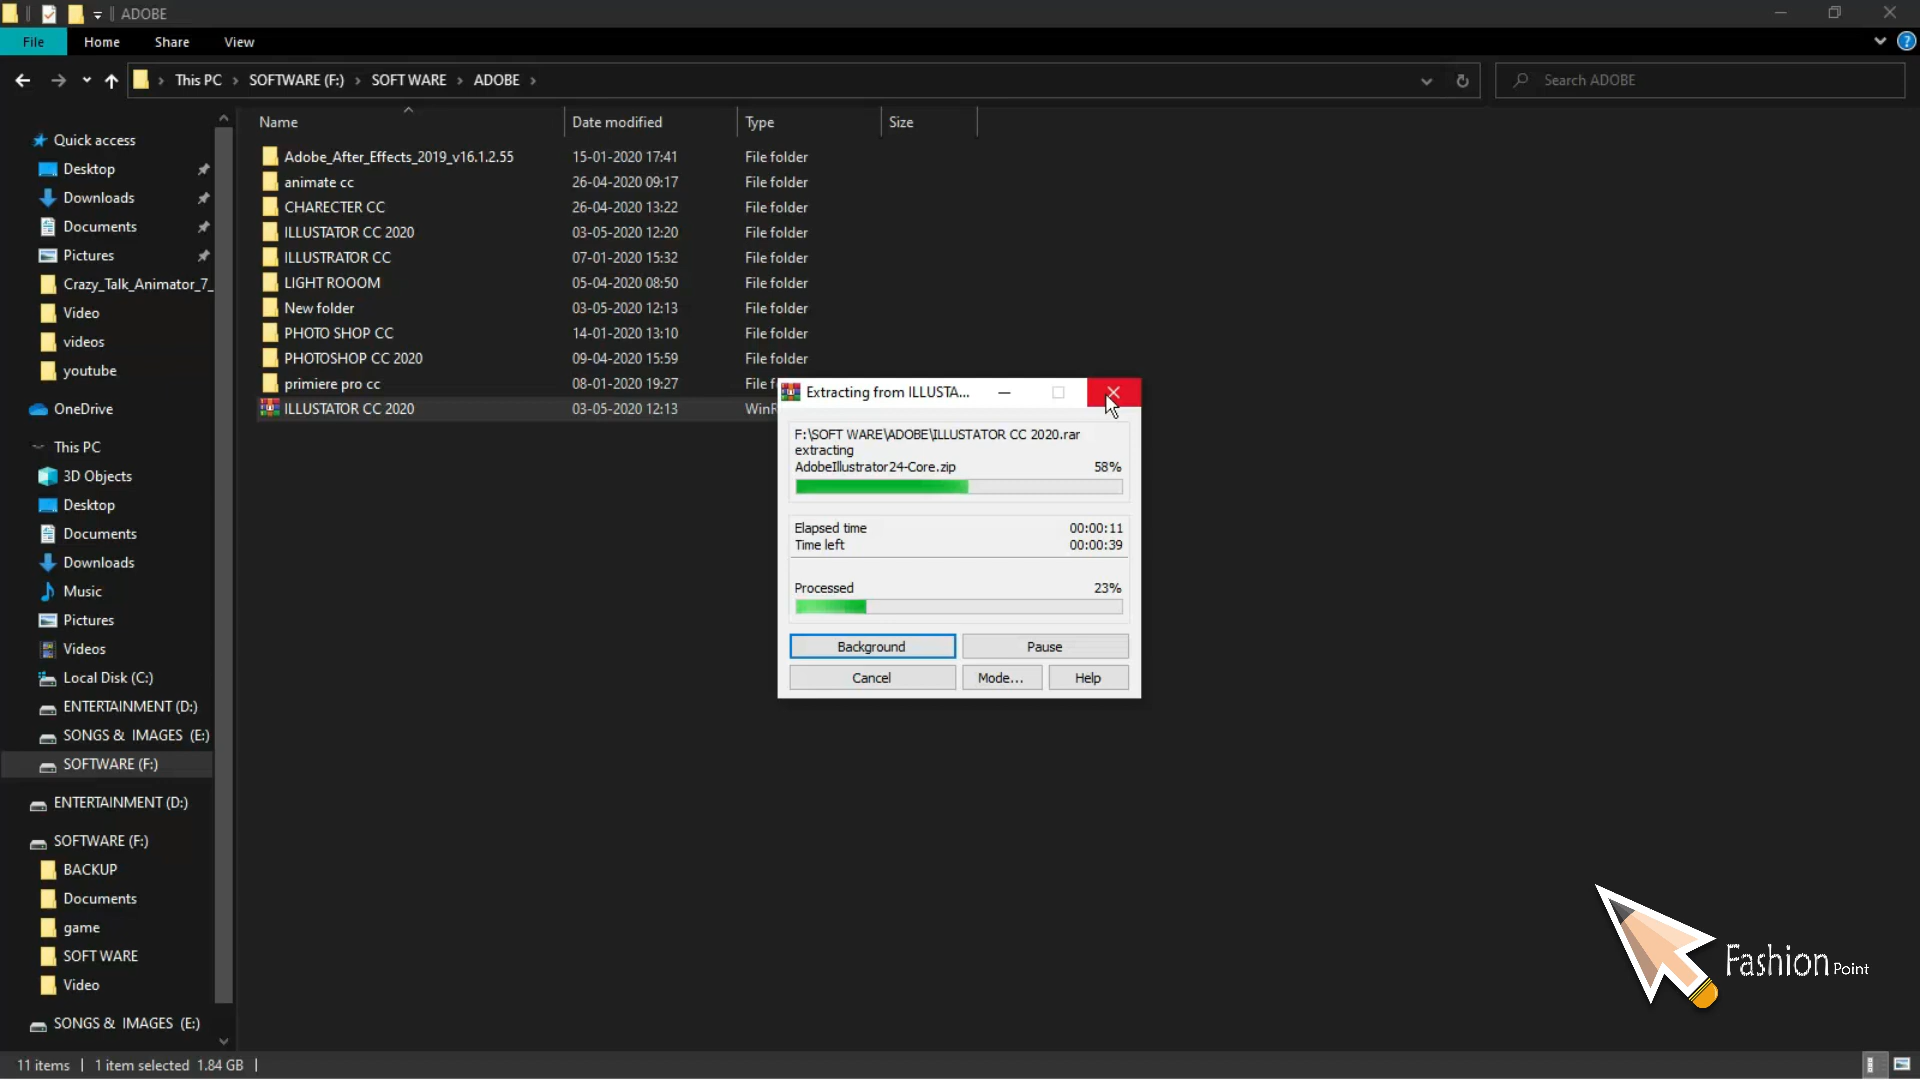 ADOBE
File Home Share View
This PC SOFTWARE (F:) SOFT WARE ADOBE
Search ADOBE
Name Date modified Type Size
Adobe_After_Effects_2019_v16.1.2.55 15-01-2020 17:41 File folder
animate cc 26-04-2020 09:17 File folder
CHARECTER CC 26-04-2020 13:22 File folder
ILLUSTATOR CC 2020 03-05-2020 12:20 File folder
ILLUSTRATOR CC 07-01-2020 15:32 File folder
LIGHT ROOOM 05-04-2020 08:50 File folder
New folder 03-05-2020 12:13 File folder
PHOTO SHOP CC 14-01-2020 13:10 File folder
PHOTOSHOP CC 2020 09-04-2020 15:59 File folder
primiere pro cc 08-01-2020 19:27 File f
ILLUSTATOR CC 2020 03-05-2020 12:13 WinR
Quick access
Desktop
Downloads
Documents
Pictures
Crazy_Talk_Animator_7_
Video
videos
youtube
OneDrive
This PC
3D Objects
Desktop
Documents
Downloads
Music
Pictures
Videos
Local Disk (C:)
ENTERTAINMENT (D:)
SONGS & IMAGES (E:)
SOFTWARE (F:)
ENTERTAINMENT (D:)
SOFTWARE (F:)
BACKUP
Documents
game
SOFT WARE
Video
SONGS & IMAGES (E:)
Extracting from ILLUSTA...
F:\SOFT WARE\ADOBE\ILLUSTATOR CC 2020.rar
extracting
AdobeIllustrator24-Core.zip 58%
Elapsed time 00:00:11
Time left 00:00:39
Processed 23%
Background Pause
Cancel Mode... Help
Fashion Point
11 items 1 item selected 1.84 GB